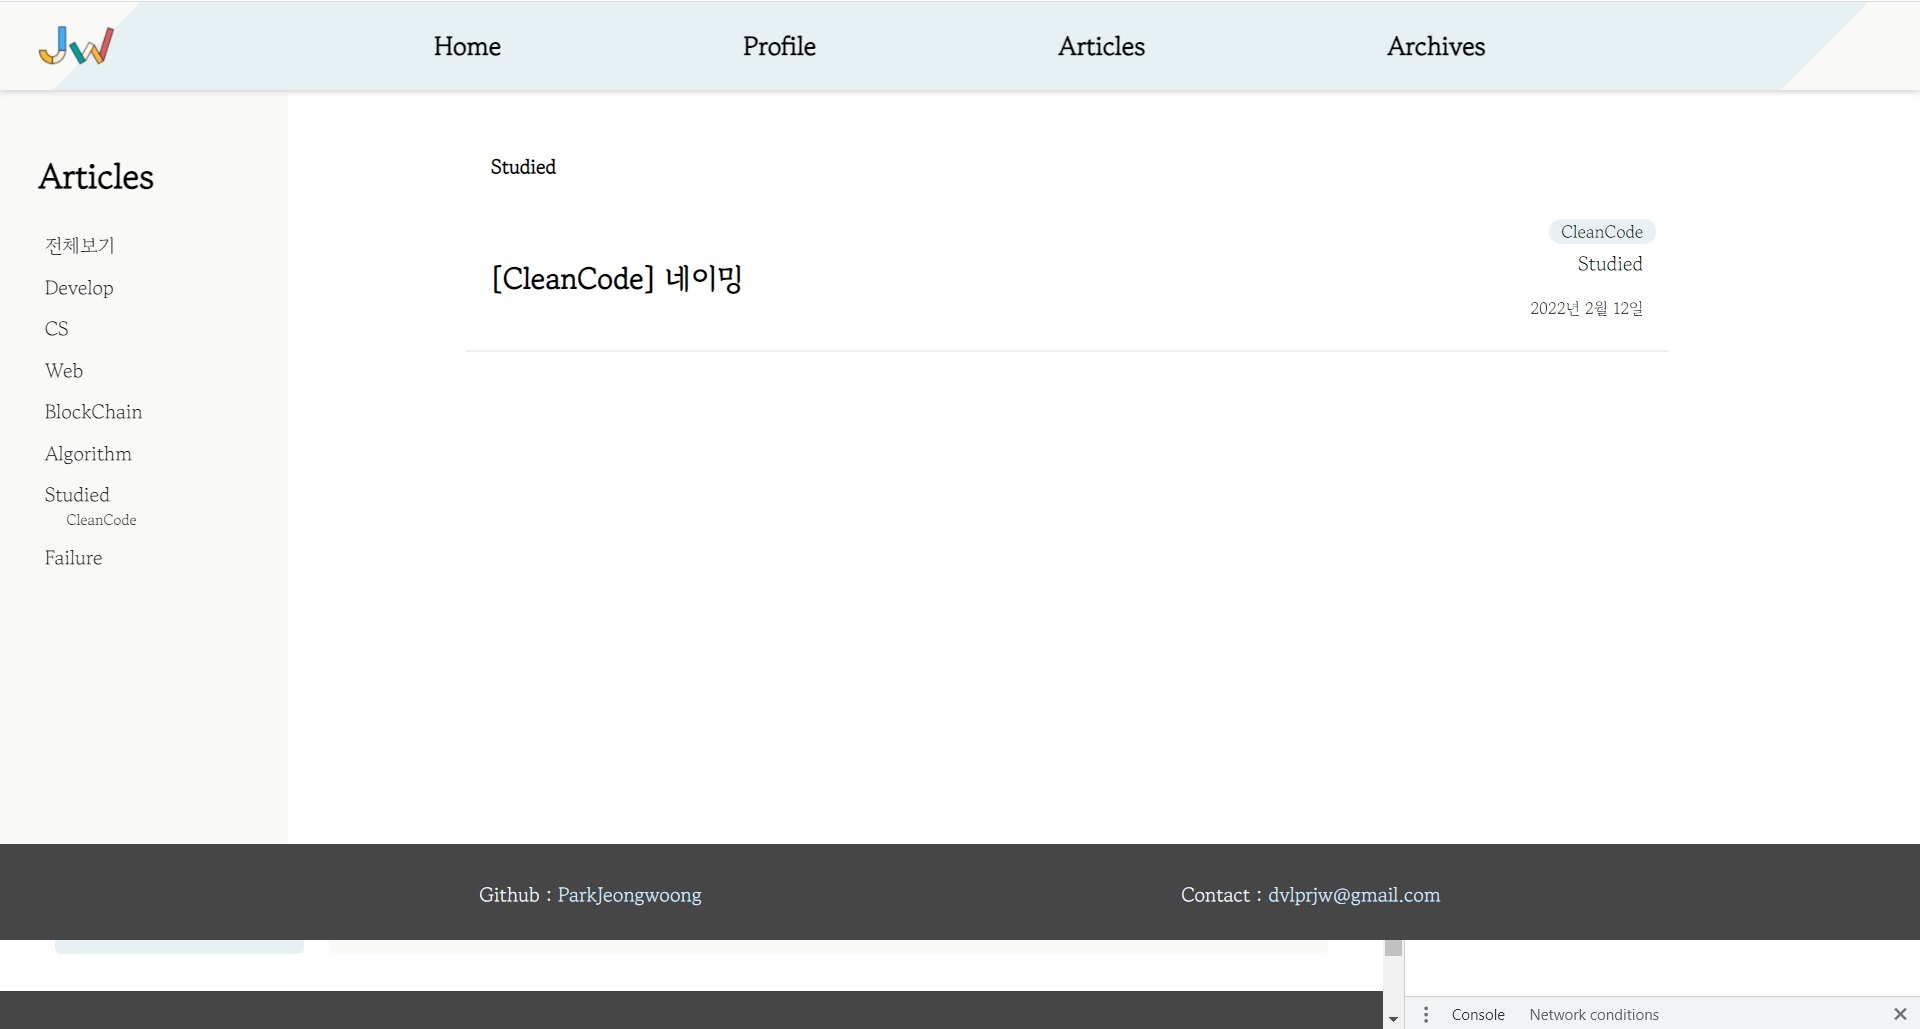 JW
Home Profile Articles Archives
Articles
전체보기
Develop
CS
Web
BlockChain
Algorithm
Studied
CleanCode
Failure
Studied
[CleanCode] 네이밍
CleanCode
Studied
2022년 2월 12일
Github : ParkJeongwoong Contact : dvlprjw@gmail.com
Console Network conditions